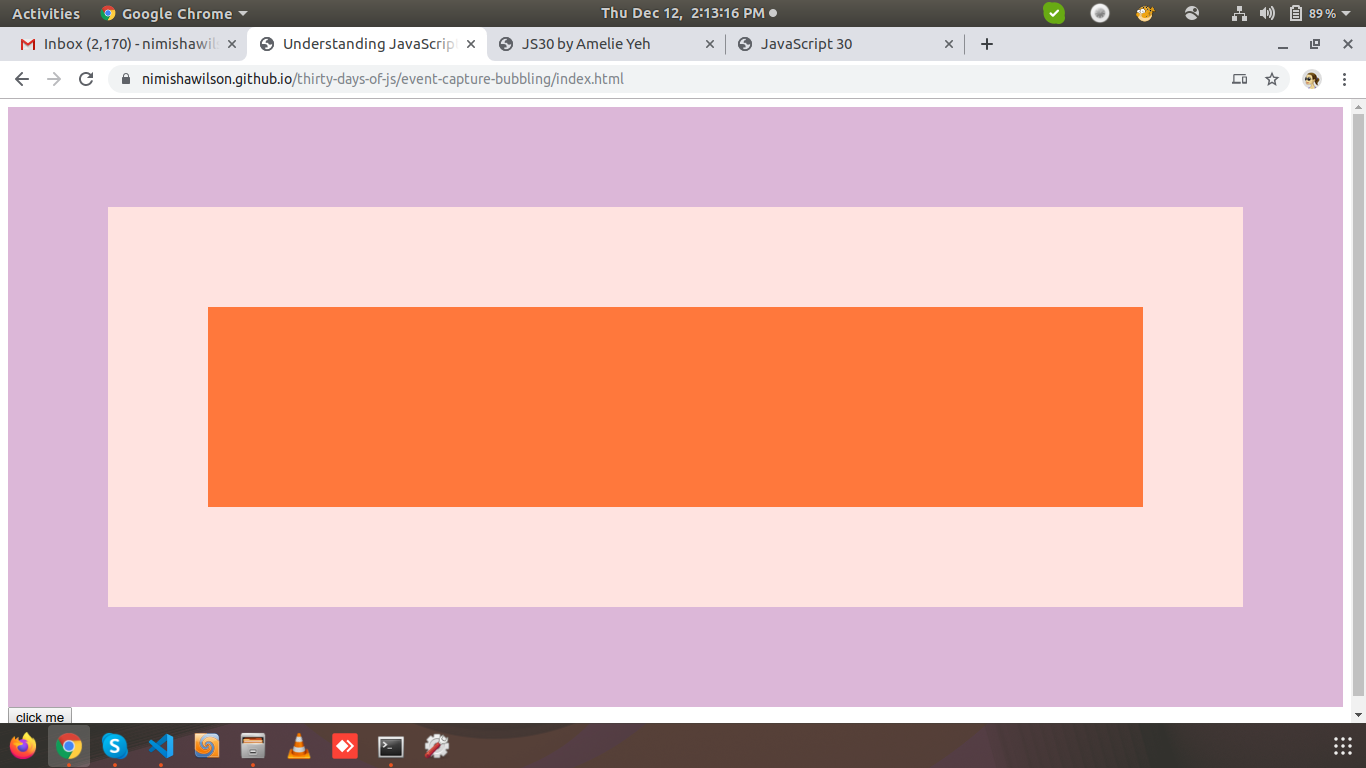 Activities Google Chrome Thu Dec 12, 2:13:16 PM 89%
Inbox (2,170) - nimishawils Understanding JavaScrip JS30 by Amelie Yeh JavaScript 30
nimishawilson.github.io/thirty-days-of-js/event-capture-bubbling/index.html
click me